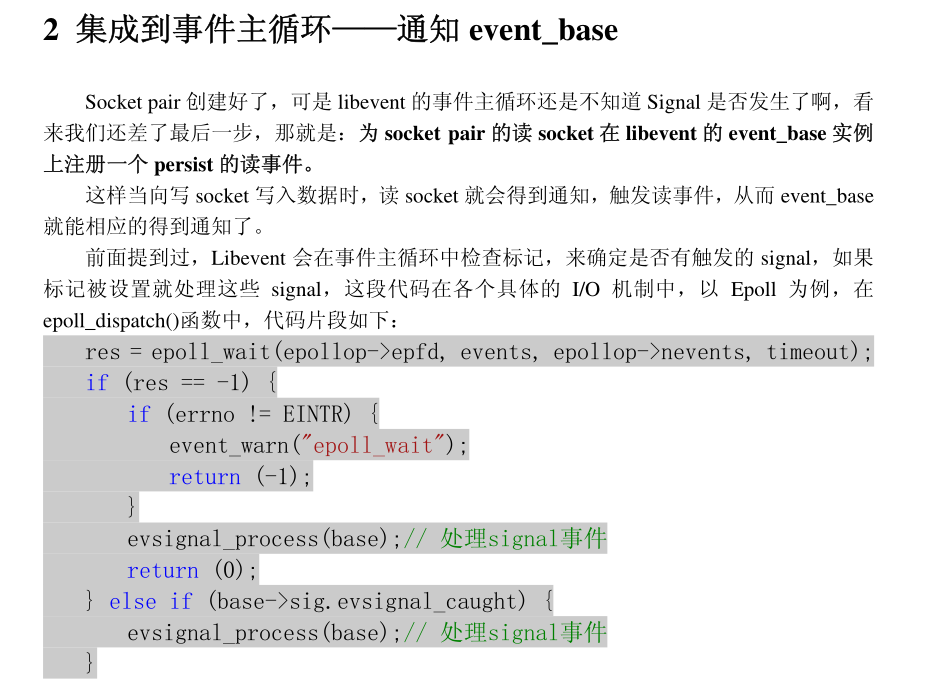 2 集成到事件主循环——通知 event_base
Socket pair 创建好了，可是 libevent 的事件主循环还是不知道 Signal 是否发生了啊，看
来我们还差了最后一步，那就是：为 socket pair 的读 socket 在 libevent 的 event_base 实例
上注册一个 persist 的读事件。
这样当向写 socket 写入数据时，读 socket 就会得到通知，触发读事件，从而 event_base
就能相应的得到通知了。
前面提到过，Libevent 会在事件主循环中检查标记，来确定是否有触发的 signal，如果
标记被设置就处理这些 signal，这段代码在各个具体的 I/O 机制中，以 Epoll 为例，在
epoll_dispatch()函数中，代码片段如下：
res = epoll_wait(epollop->epfd, events, epollop->nevents, timeout);
if (res == -1) {
if (errno != EINTR) {
event_warn("epoll_wait");
return (-1);
}
evsignal_process(base);// 处理signal事件
return (0);
} else if (base->sig.evsignal_caught) {
evsignal_process(base);// 处理signal事件
}